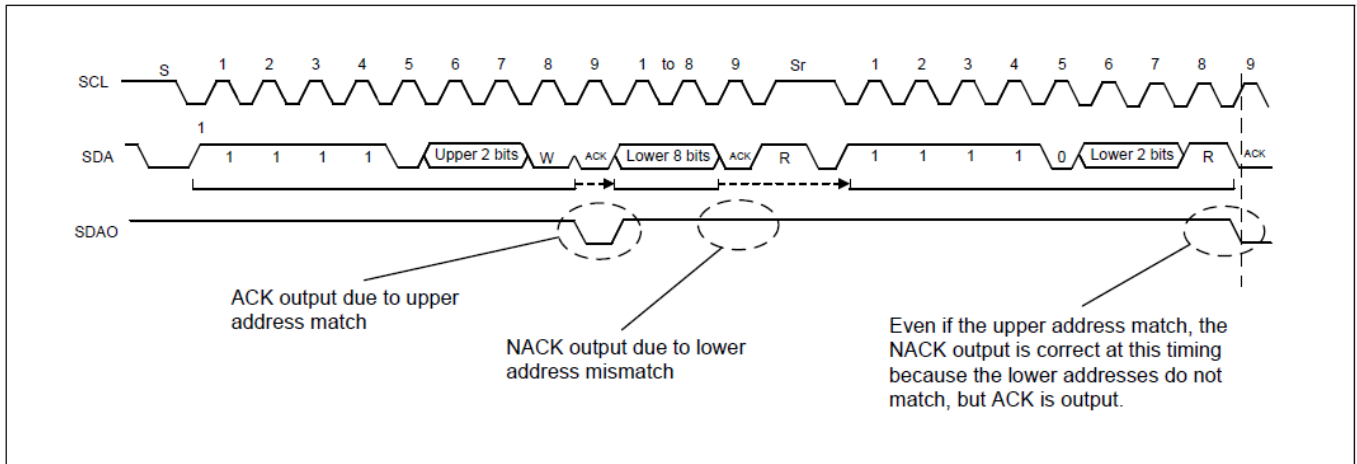 S 1 2 3 4 5 6 7 8 9 1 to 8 9 Sr 1 2 3 4 5 6 7 8 9
SCL
1
SDA 1 1 1 1 Upper 2 bits W ACK Lower 8 bits ACK R 1 1 1 1 0 Lower 2 bits R ACK
SDAO
ACK output due to upper
address match
NACK output due to lower
address mismatch
Even if the upper address match, the
NACK output is correct at this timing
because the lower addresses do not
match, but ACK is output.